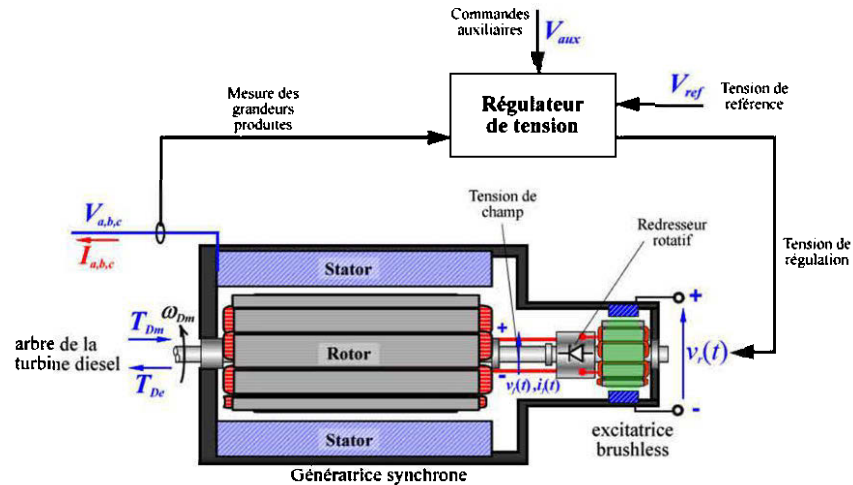 Commandes
auxiliaires
V_aux
Régulateur
de tension
V_ref
Tension de
reférence
Mesure des
grandeurs
produites
V_a,b,c
I_a,b,c
Tension de
champ
Redresseur
rotatif
Tension
de
régulation
Stator
ω_Dm
T_Dm
arbre de la
turbine diesel
T_De
Rotor
+
-
v_f(t) ,i_f(t)
+
v_r(t)
-
Stator
excitatrice
brushless
Génératrice synchrone